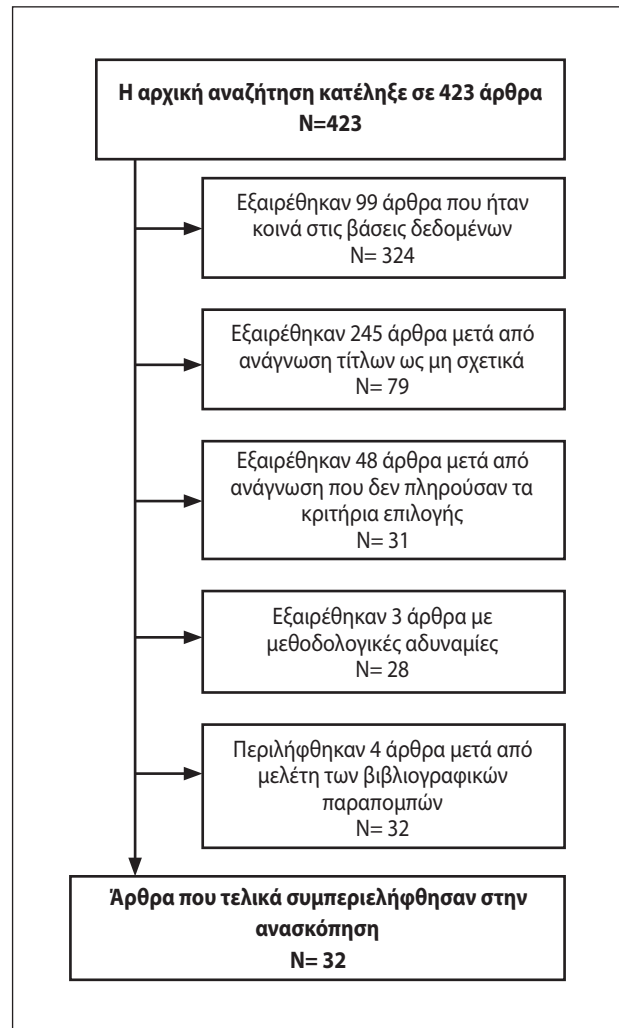 Η αρχική αναζήτηση κατέληξε σε 423 άρθρα
N=423
Εξαιρέθηκαν 99 άρθρα που ήταν
κοινά στις βάσεις δεδομένων
N= 324
Εξαιρέθηκαν 245 άρθρα μετά από
ανάγνωση τίτλων ως μη σχετικά
N= 79
Εξαιρέθηκαν 48 άρθρα μετά από
ανάγνωση που δεν πληρούσαν τα
κριτήρια επιλογής
N= 31
Εξαιρέθηκαν 3 άρθρα με
μεθοδολογικές αδυναμίες
N= 28
Περιλήφθηκαν 4 άρθρα μετά από
μελέτη των βιβλιογραφικών
παραπομπών
N= 32
Άρθρα που τελικά συμπεριελήφθησαν στην
ανασκόπηση
N= 32